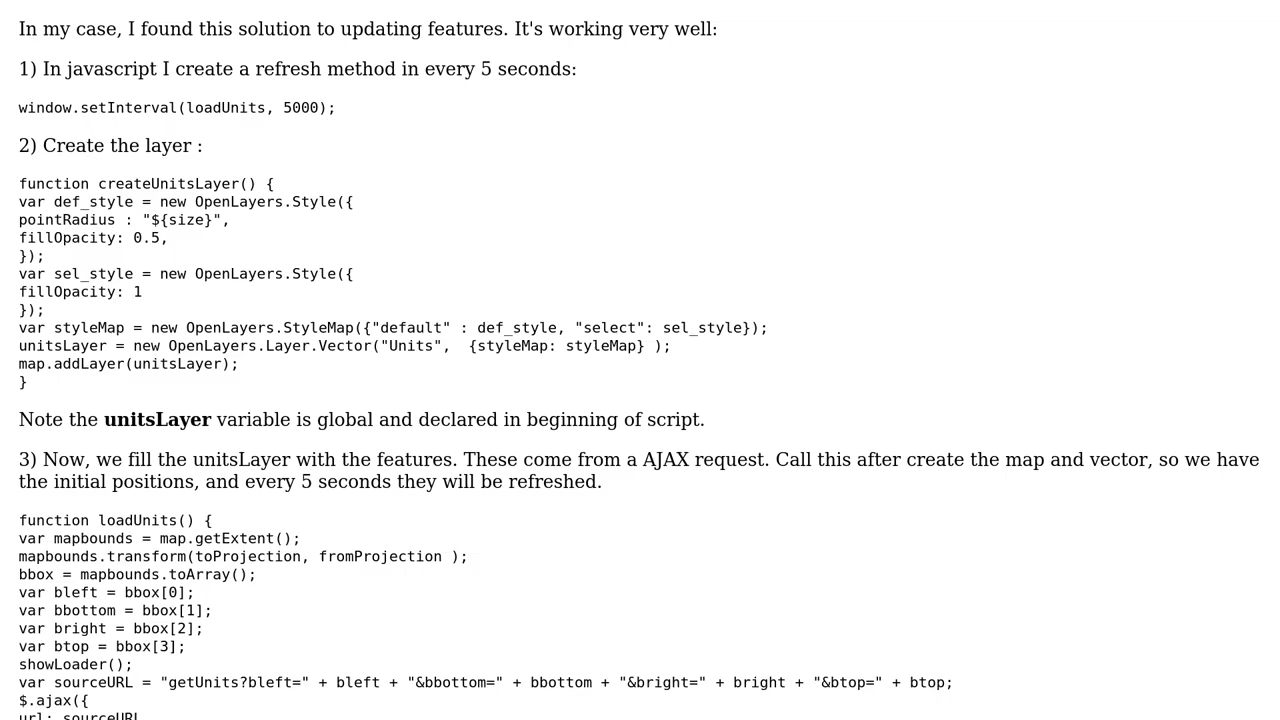 In my case, I found this solution to updating features. It's working very well:
1) In javascript I create a refresh method in every 5 seconds:
window.setInterval(loadUnits, 5000);
2) Create the layer :
function createUnitsLayer() {
var def_style = new OpenLayers.Style({
pointRadius : "${size}",
fillOpacity: 0.5,
});
var sel_style = new OpenLayers.Style({
fillOpacity: 1
});
var styleMap = new OpenLayers.StyleMap({"default" : def_style, "select": sel_style});
unitsLayer = new OpenLayers.Layer.Vector("Units",  {styleMap: styleMap} );
map.addLayer(unitsLayer);
}
Note the unitsLayer variable is global and declared in beginning of script.
3) Now, we fill the unitsLayer with the features. These come from a AJAX request. Call this after create the map and vector, so we have
the initial positions, and every 5 seconds they will be refreshed.
function loadUnits() {
var mapbounds = map.getExtent();
mapbounds.transform(toProjection, fromProjection );
bbox = mapbounds.toArray();
var bleft = bbox[0];
var bbottom = bbox[1];
var bright = bbox[2];
var btop = bbox[3];
showLoader();
var sourceURL = "getUnits?bleft=" + bleft + "&bbottom=" + bbottom + "&bright=" + bright + "&btop=" + btop;
$.ajax({
url: sourceURL